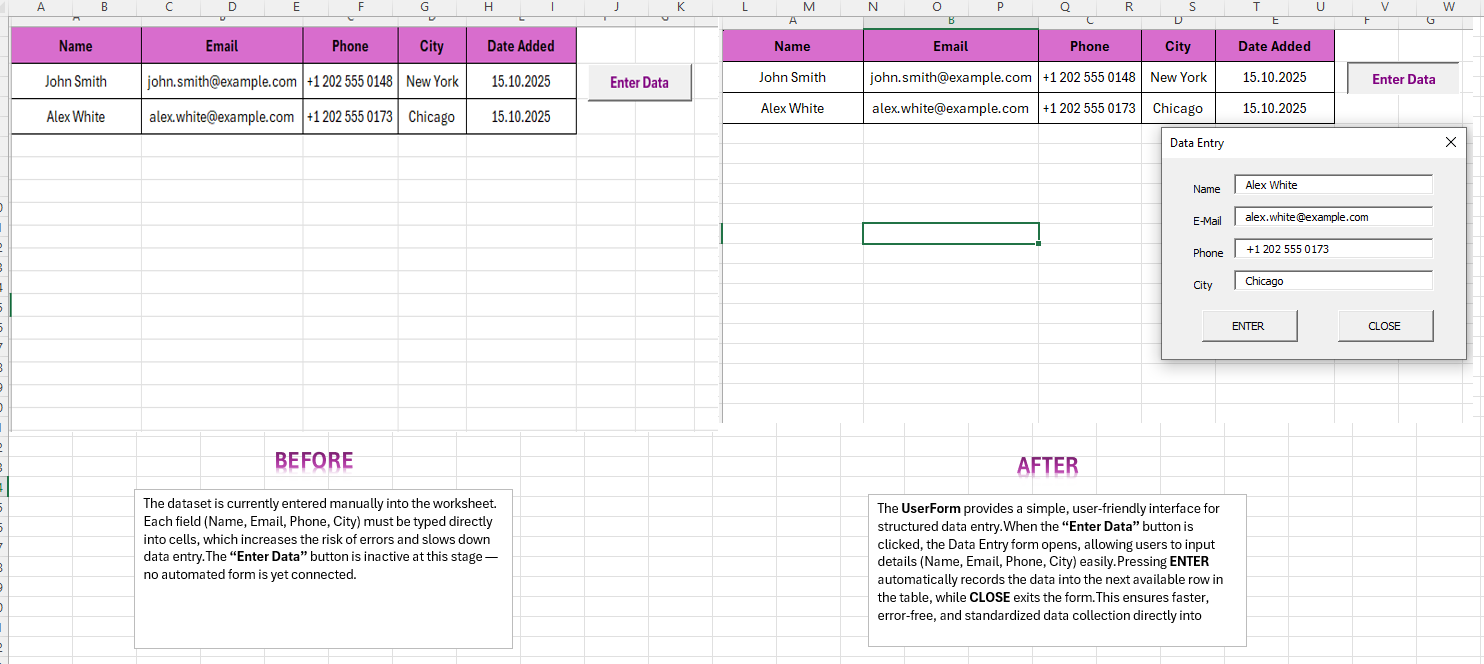 A B C D E F G H I J K L M N O P Q R S T U V W
Name Email Phone City Date Added
John Smith john.smith@example.com +1 202 555 0148 New York 15.10.2025
Alex White alex.white@example.com +1 202 555 0173 Chicago 15.10.2025
Enter Data
A B C D E F G
Name Email Phone City Date Added
John Smith john.smith@example.com +1 202 555 0148 New York 15.10.2025
Alex White alex.white@example.com +1 202 555 0173 Chicago 15.10.2025
Enter Data
Data Entry
Name Alex White
E-Mail alex.white@example.com
Phone +1 202 555 0173
City Chicago
ENTER CLOSE
BEFORE
The dataset is currently entered manually into the worksheet.
Each field (Name, Email, Phone, City) must be typed directly
into cells, which increases the risk of errors and slows down
data entry.The “Enter Data” button is inactive at this stage —
no automated form is yet connected.
AFTER
The UserForm provides a simple, user-friendly interface for
structured data entry.When the “Enter Data” button is
clicked, the Data Entry form opens, allowing users to input
details (Name, Email, Phone, City) easily.Pressing ENTER
automatically records the data into the next available row in
the table, while CLOSE exits the form.This ensures faster,
error-free, and standardized data collection directly into